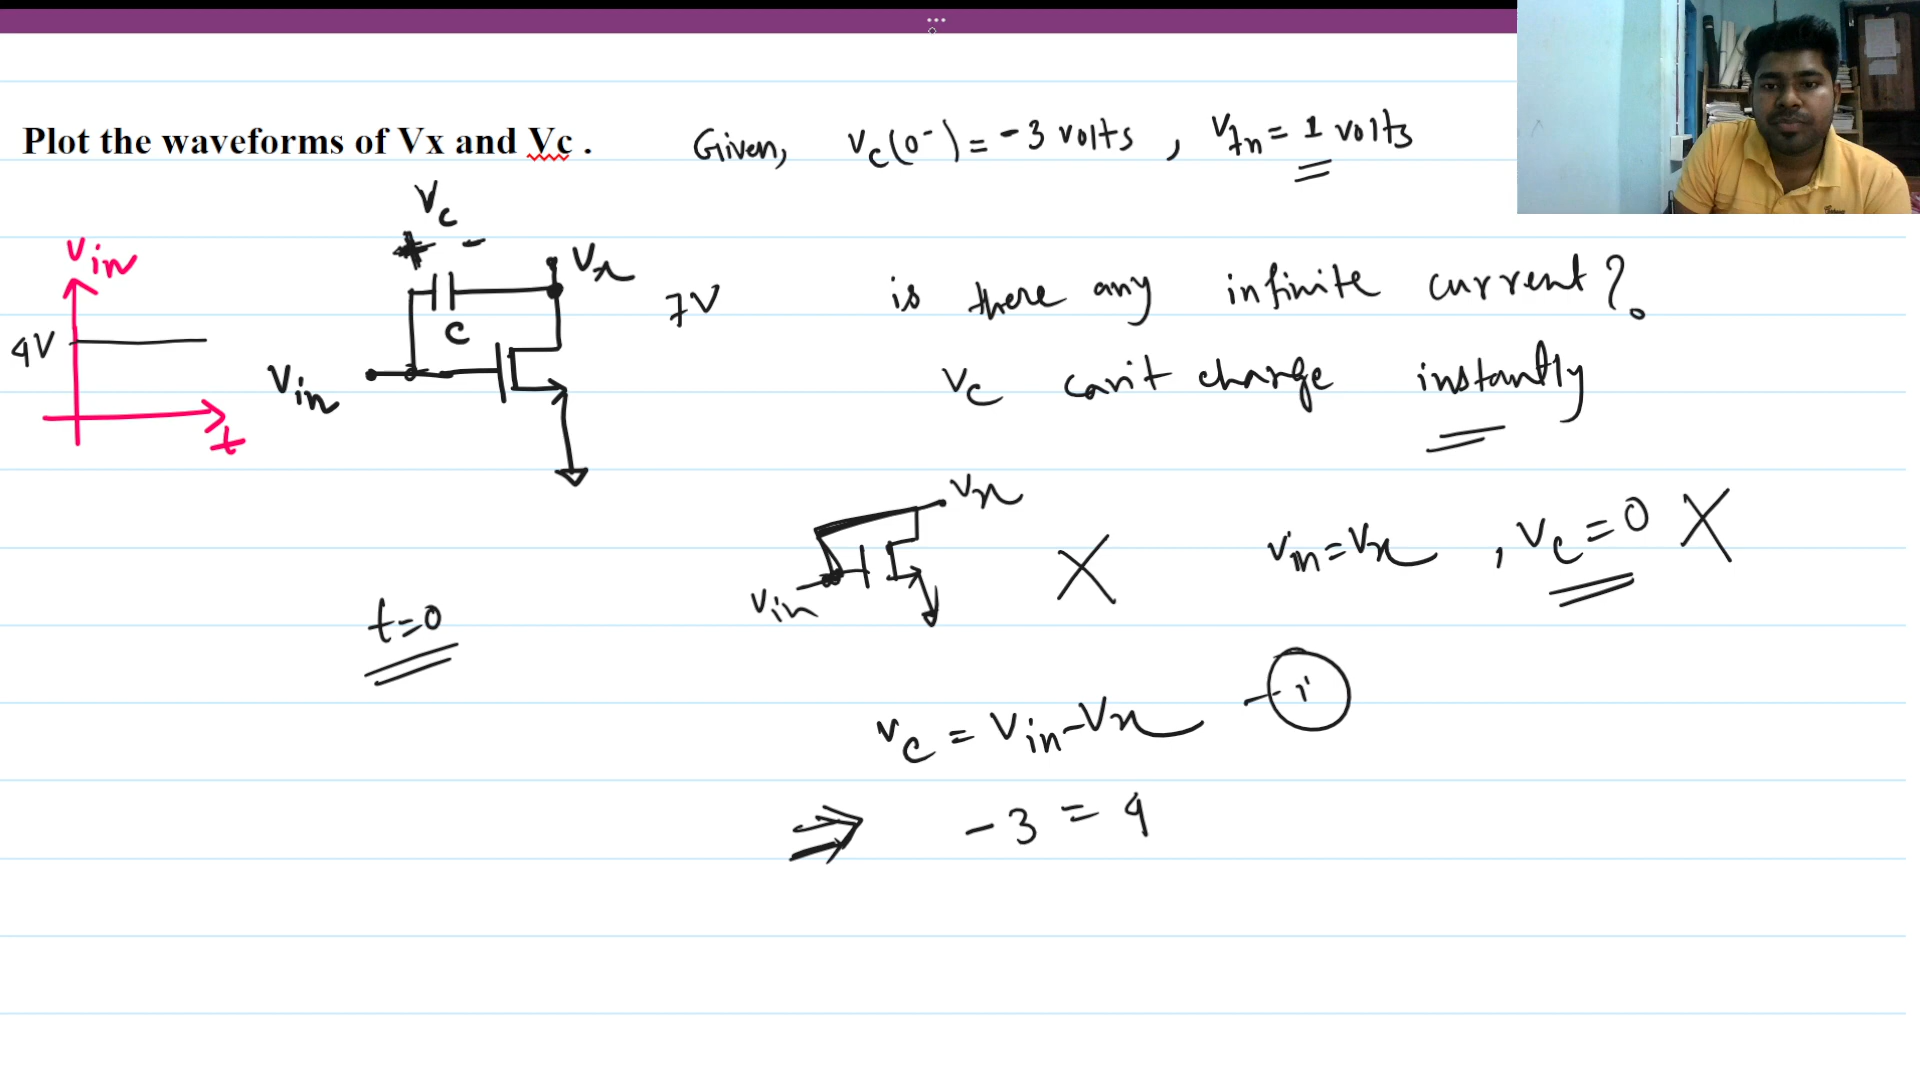 Plot the waveforms of Vx and Vc .
Given, Vc(0-) = -3 volts , Vtn = 1 volts
Vc
+ -
Vin
Vx
7V
is there any infinite current?
4V
C
Vin
Vc can't change instantly
t
Vx
Vin = Vx , Vc = 0 X
X
Vin
t=0
Vc = Vin - Vx - i
⇒ -3 = 4